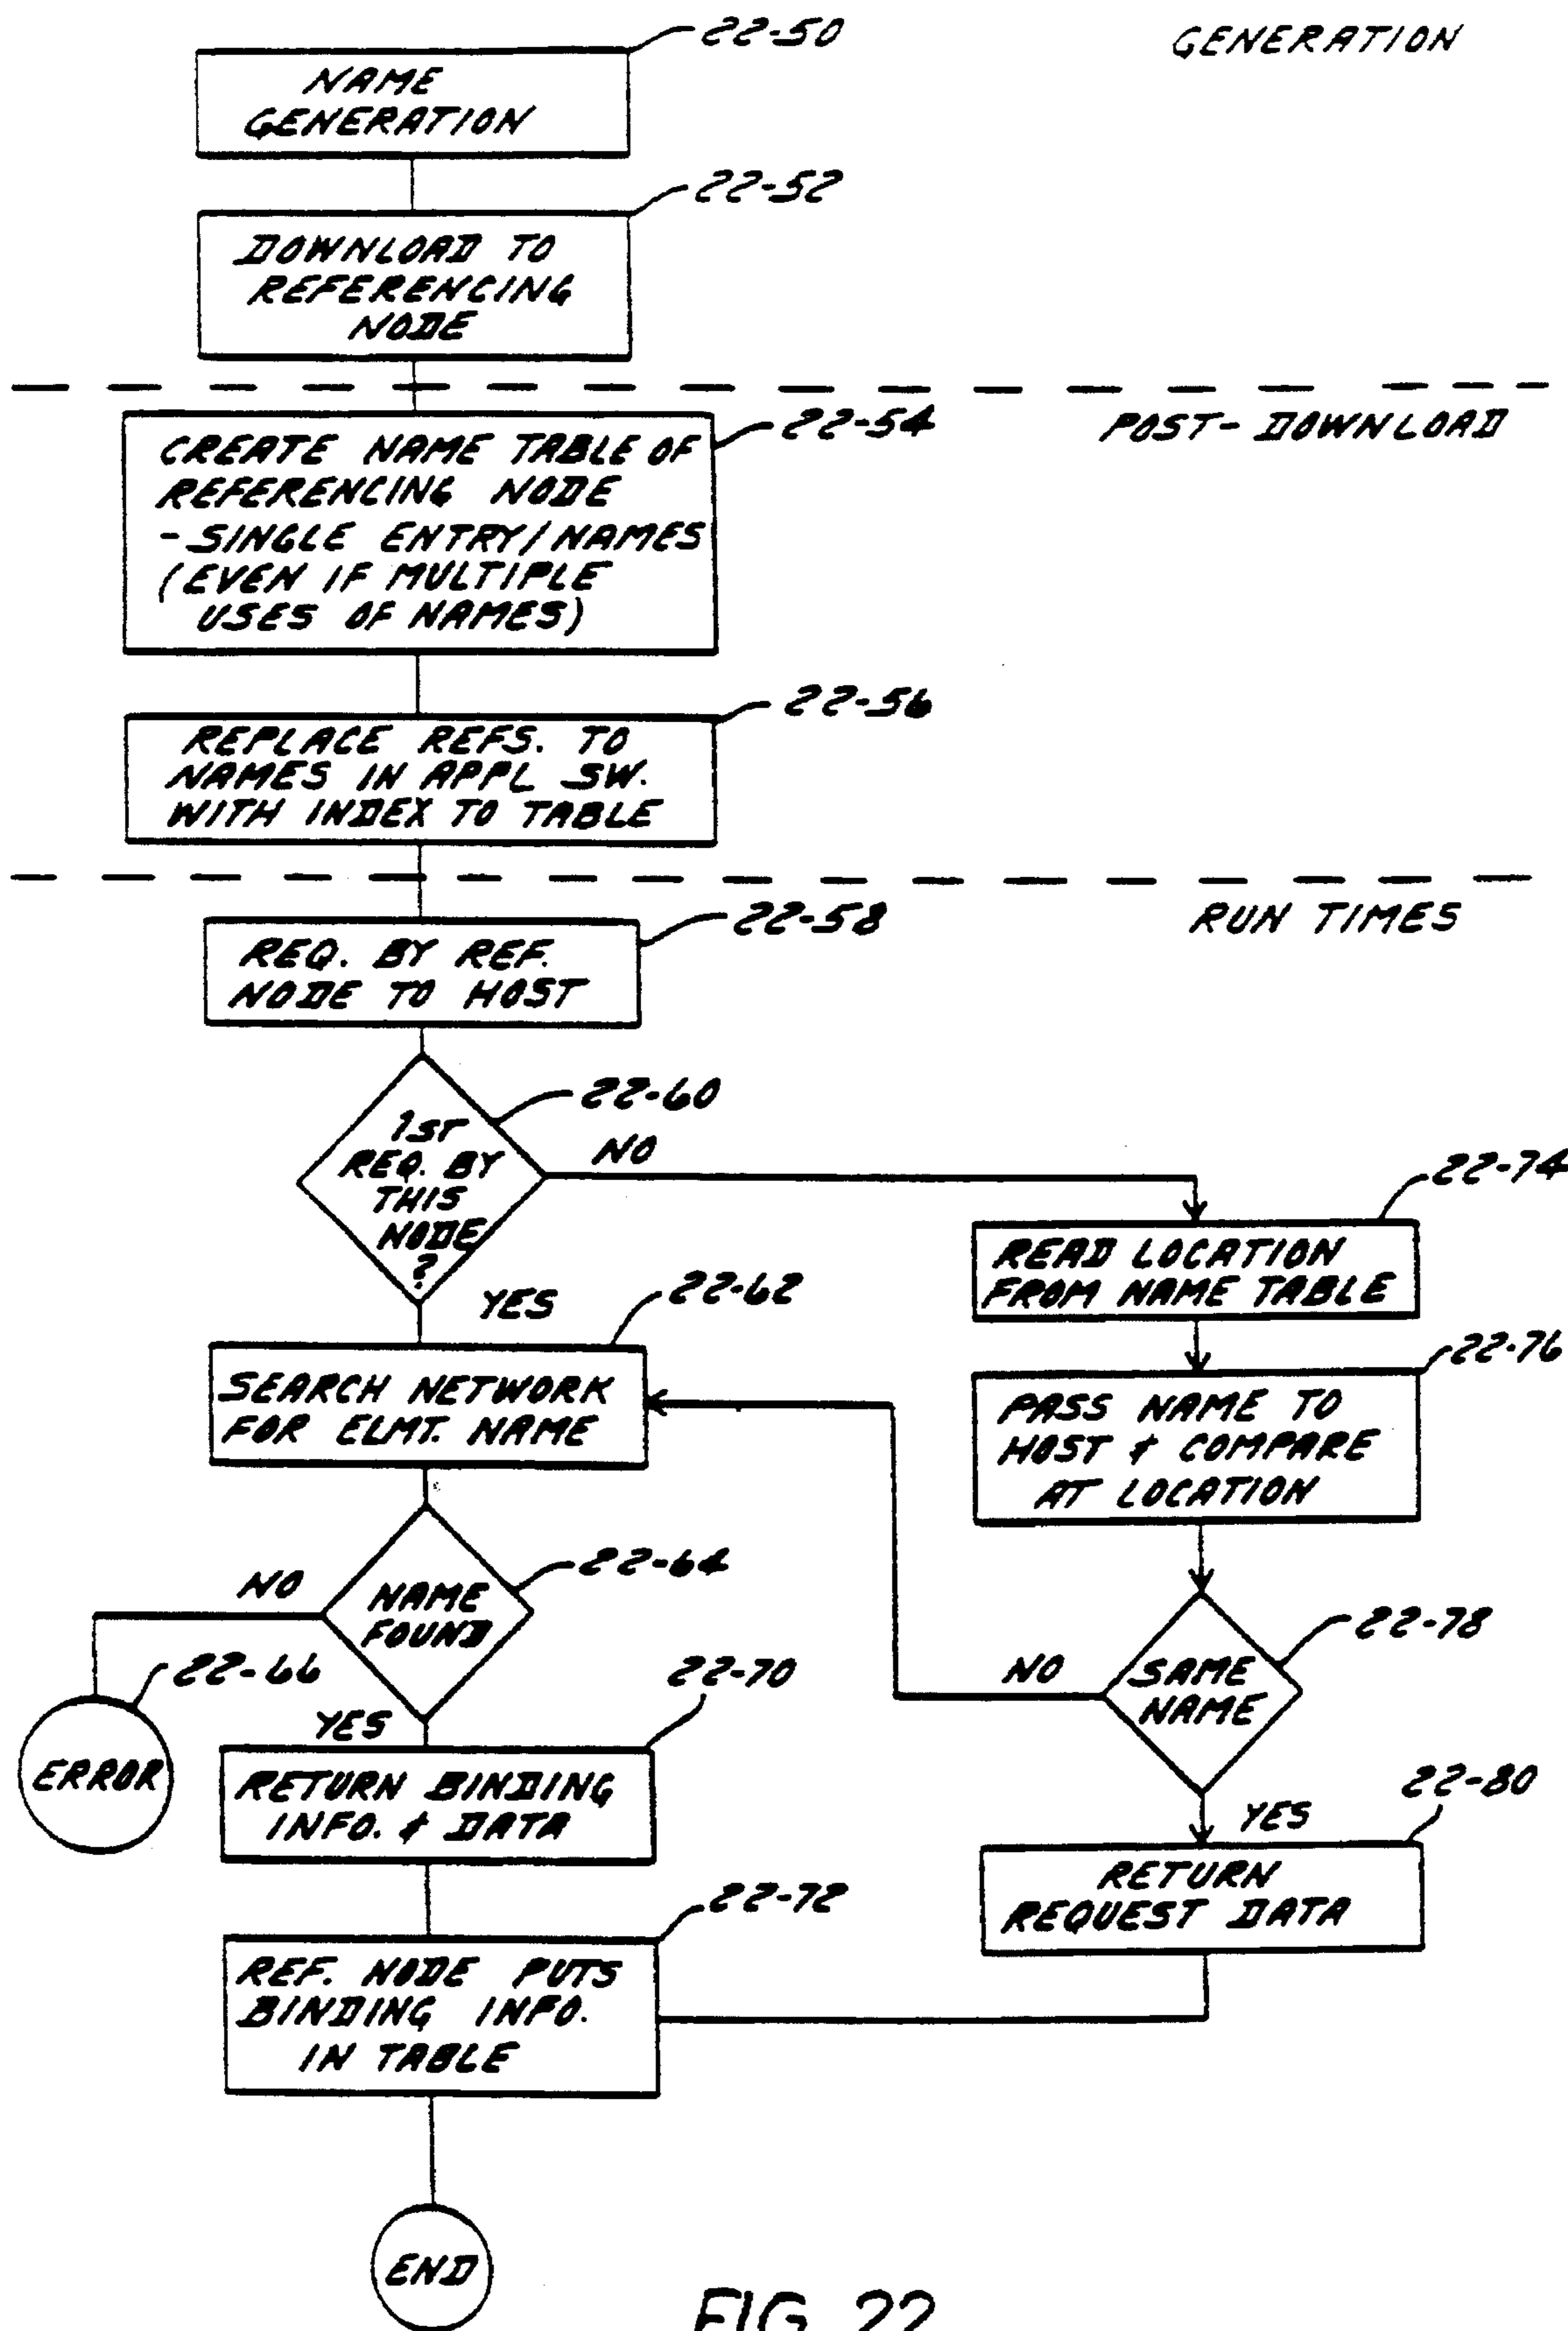 22-50
GENERATION
NAME
GENERATION
22-52
DOWNLOAD TO
REFERENCING
NODE
22-54
POST-DOWNLOAD
CREATE NAME TABLE OF
REFERENCING NODE
- SINGLE ENTRY/NAMES
(EVEN IF MULTIPLE
USES OF NAMES)
22-56
REPLACE REFS. TO
NAMES IN APPL SW.
WITH INDEX TO TABLE
22-58
RUN TIMES
REQ. BY REF.
NODE TO HOST
22-60
1ST
REQ. BY
THIS
NODE
?
NO
YES
22-74
READ LOCATION
FROM NAME TABLE
22-62
SEARCH NETWORK
FOR ELMT. NAME
22-76
PASS NAME TO
HOST & COMPARE
AT LOCATION
22-64
NAME
FOUND
NO
22-66
ERROR
YES
22-78
SAME
NAME
NO
YES
22-70
RETURN BINDING
INFO. & DATA
22-80
RETURN
REQUEST DATA
22-72
REF. NODE PUTS
BINDING INFO.
IN TABLE
END
FIG. 22